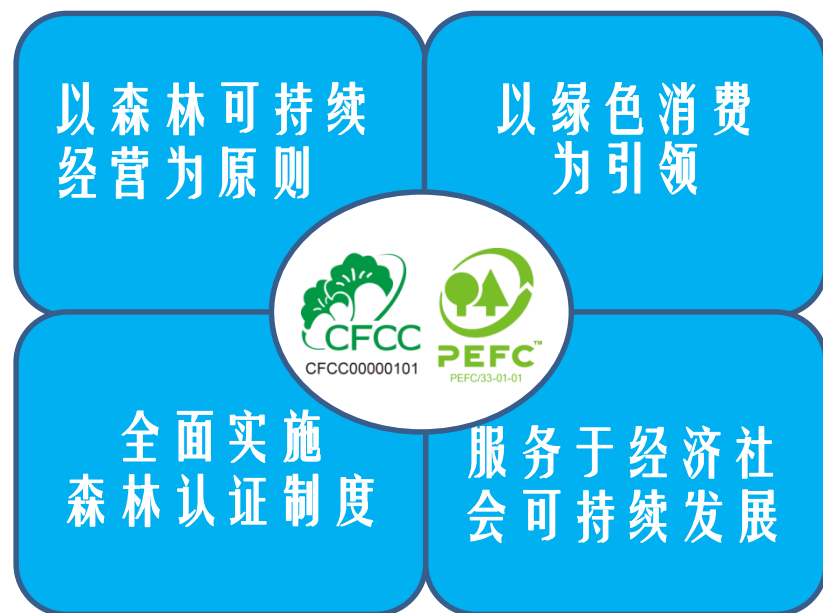 以森林可持续
经营为原则
以绿色消费
为引领
CFCC
CFCC00000101
PEFC™
PEFC/33-01-01
全面实施
森林认证制度
服务于经济社
会可持续发展